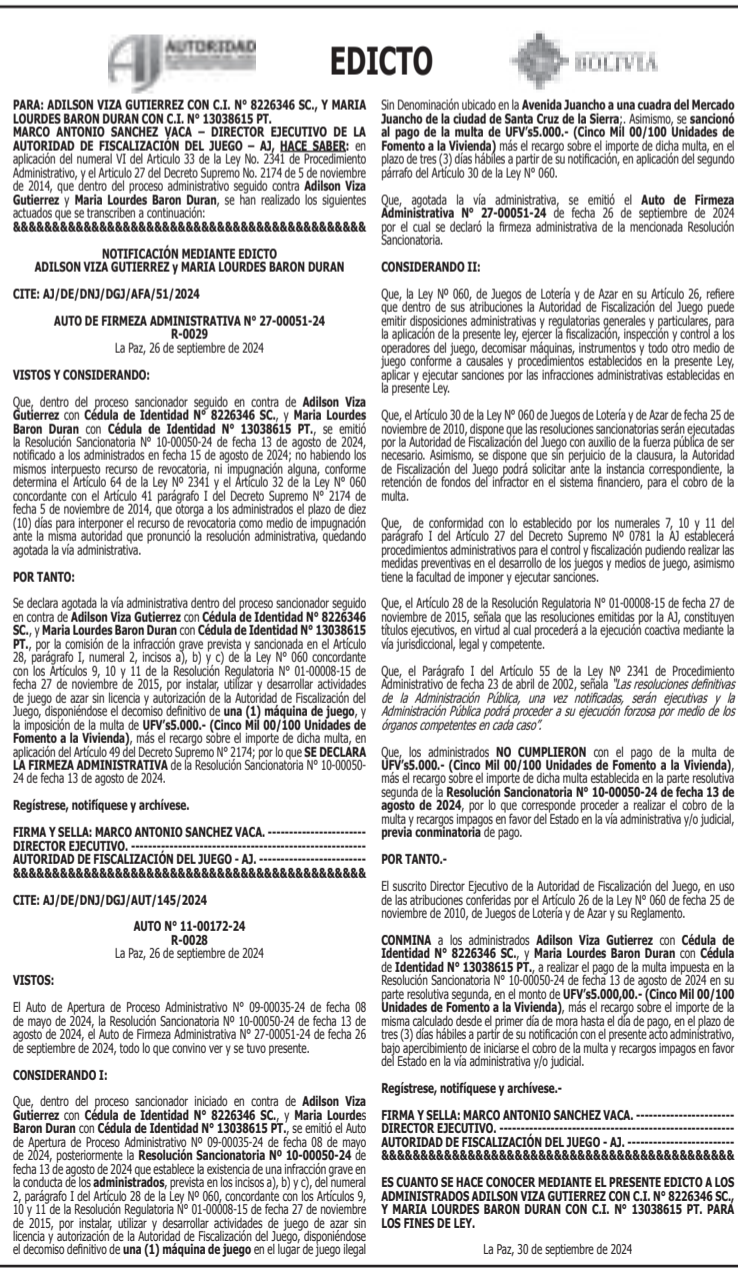 AJ AUTORIDAD
EDICTO
BOLIVIA
PARA: ADILSON VIZA GUTIERREZ CON C.I. N° 8226346 SC., Y MARIA
LOURDES BARON DURAN CON C.I. N° 13038615 PT.
MARCO ANTONIO SANCHEZ VACA – DIRECTOR EJECUTIVO DE LA
AUTORIDAD DE FISCALIZACIÓN DEL JUEGO – AJ, HACE SABER: en
aplicación del numeral VI del Articulo 33 de la Ley No. 2341 de Procedimiento
Administrativo, y el Articulo 27 del Decreto Supremo No. 2174 de 5 de noviembre
de 2014, que dentro del proceso administrativo seguido contra Adilson Viza
Gutierrez y Maria Lourdes Baron Duran, se han realizado los siguientes
actuados que se transcriben a continuación:
&&&&&&&&&&&&&&&&&&&&&&&&&&&&&&&&&&&&&&&&&&&&
NOTIFICACIÓN MEDIANTE EDICTO
ADILSON VIZA GUTIERREZ y MARIA LOURDES BARON DURAN
CITE: AJ/DE/DNJ/DGJ/AFA/51/2024
AUTO DE FIRMEZA ADMINISTRATIVA N° 27-00051-24
R-0029
La Paz, 26 de septiembre de 2024
VISTOS Y CONSIDERANDO:
Que, dentro del proceso sancionador seguido en contra de Adilson Viza
Gutierrez con Cédula de Identidad N° 8226346 SC., y Maria Lourdes
Baron Duran con Cédula de Identidad N° 13038615 PT., se emitió
la Resolución Sancionatoria N° 10-00050-24 de fecha 13 de agosto de 2024,
notificado a los administrados en fecha 15 de agosto de 2024; no habiendo los
mismos interpuesto recurso de revocatoria, ni impugnación alguna, conforme
determina el Artículo 64 de la Ley Nº 2341 y el Artículo 32 de la Ley N° 060
concordante con el Artículo 41 parágrafo I del Decreto Supremo N° 2174 de
fecha 5 de noviembre de 2014, que otorga a los administrados el plazo de diez
(10) días para interponer el recurso de revocatoria como medio de impugnación
ante la misma autoridad que pronunció la resolución administrativa, quedando
agotada la vía administrativa.
POR TANTO:
Se declara agotada la vía administrativa dentro del proceso sancionador seguido
en contra de Adilson Viza Gutierrez con Cédula de Identidad N° 8226346
SC., y Maria Lourdes Baron Duran con Cédula de Identidad N° 13038615
PT., por la comisión de la infracción grave prevista y sancionada en el Artículo
28, parágrafo I, numeral 2, incisos a), b) y c) de la Ley N° 060 concordante
con los Artículos 9, 10 y 11 de la Resolución Regulatoria N° 01-00008-15 de
fecha 27 de noviembre de 2015, por instalar, utilizar y desarrollar actividades
de juego de azar sin licencia y autorización de la Autoridad de Fiscalización del
Juego, disponiéndose el decomiso definitivo de una (1) máquina de juego, y
la imposición de la multa de UFV's5.000.- (Cinco Mil 00/100 Unidades de
Fomento a la Vivienda), más el recargo sobre el importe de dicha multa, en
aplicación del Artículo 49 del Decreto Supremo N° 2174; por lo que SE DECLARA
LA FIRMEZA ADMINISTRATIVA de la Resolución Sancionatoria N° 10-00050-
24 de fecha 13 de agosto de 2024.
Regístrese, notifíquese y archívese.
FIRMA Y SELLA: MARCO ANTONIO SANCHEZ VACA. -----------------------
DIRECTOR EJECUTIVO. -------------------------------------------------------
AUTORIDAD DE FISCALIZACIÓN DEL JUEGO - AJ. -------------------------
&&&&&&&&&&&&&&&&&&&&&&&&&&&&&&&&&&&&&&&&&&&&
CITE: AJ/DE/DNJ/DGJ/AUT/145/2024
AUTO N° 11-00172-24
R-0028
La Paz, 26 de septiembre de 2024
VISTOS:
El Auto de Apertura de Proceso Administrativo Nº 09-00035-24 de fecha 08
de mayo de 2024, la Resolución Sancionatoria Nº 10-00050-24 de fecha 13 de
agosto de 2024, el Auto de Firmeza Administrativa N° 27-00051-24 de fecha 26
de septiembre de 2024, todo lo que convino ver y se tuvo presente.
CONSIDERANDO I:
Que, dentro del proceso sancionador iniciado en contra de Adilson Viza
Gutierrez con Cédula de Identidad N° 8226346 SC., y Maria Lourdes
Baron Duran con Cédula de Identidad N° 13038615 PT., se emitió el Auto
de Apertura de Proceso Administrativo Nº 09-00035-24 de fecha 08 de mayo
de 2024, posteriormente la Resolución Sancionatoria Nº 10-00050-24 de
fecha 13 de agosto de 2024 que establece la existencia de una infracción grave en
la conducta de los administrados, prevista en los incisos a), b) y c), del numeral
2, parágrafo I del Artículo 28 de la Ley Nº 060, concordante con los Artículos 9,
10 y 11 de la Resolución Regulatoria N° 01-00008-15 de fecha 27 de noviembre
de 2015, por instalar, utilizar y desarrollar actividades de juego de azar sin
licencia y autorización de la Autoridad de Fiscalización del Juego, disponiéndose
el decomiso definitivo de una (1) máquina de juego en el lugar de juego ilegal
Sin Denominación ubicado en la Avenida Juancho a una cuadra del Mercado
Juancho de la ciudad de Santa Cruz de la Sierra;. Asimismo, se sancionó
al pago de la multa de UFV's5.000.- (Cinco Mil 00/100 Unidades de
Fomento a la Vivienda) más el recargo sobre el importe de dicha multa, en el
plazo de tres (3) días hábiles a partir de su notificación, en aplicación del segundo
párrafo del Artículo 30 de la Ley N° 060.
Que, agotada la vía administrativa, se emitió el Auto de Firmeza
Administrativa N° 27-00051-24 de fecha 26 de septiembre de 2024
por el cual se declaró la firmeza administrativa de la mencionada Resolución
Sancionatoria.
CONSIDERANDO II:
Que, la Ley Nº 060, de Juegos de Lotería y de Azar en su Artículo 26, refiere
que dentro de sus atribuciones la Autoridad de Fiscalización del Juego puede
emitir disposiciones administrativas y regulatorias generales y particulares, para
la aplicación de la presente ley, ejercer la fiscalización, inspección y control a los
operadores del juego, decomisar máquinas, instrumentos y todo otro medio de
juego conforme a causales y procedimientos establecidos en la presente Ley,
aplicar y ejecutar sanciones por las infracciones administrativas establecidas en
la presente Ley.
Que, el Artículo 30 de la Ley N° 060 de Juegos de Lotería y de Azar de fecha 25 de
noviembre de 2010, dispone que las resoluciones sancionatorias serán ejecutadas
por la Autoridad de Fiscalización del Juego con auxilio de la fuerza pública de ser
necesario. Asimismo, se dispone que sin perjuicio de la clausura, la Autoridad
de Fiscalización del Juego podrá solicitar ante la instancia correspondiente, la
retención de fondos del infractor en el sistema financiero, para el cobro de la
multa.
Que, de conformidad con lo establecido por los numerales 7, 10 y 11 del
parágrafo I del Artículo 27 del Decreto Supremo N° 0781 la AJ establecerá
procedimientos administrativos para el control y fiscalización pudiendo realizar las
medidas preventivas en el desarrollo de los juegos y medios de juego, asimismo
tiene la facultad de imponer y ejecutar sanciones.
Que, el Artículo 28 de la Resolución Regulatoria N° 01-00008-15 de fecha 27 de
noviembre de 2015, señala que las resoluciones emitidas por la AJ, constituyen
títulos ejecutivos, en virtud al cual procederá a la ejecución coactiva mediante la
vía jurisdiccional, legal y competente.
Que, el Parágrafo I del Artículo 55 de la Ley Nº 2341 de Procedimiento
Administrativo de fecha 23 de abril de 2002, señala "Las resoluciones definitivas
de la Administración Pública, una vez notificadas, serán ejecutivas y la
Administración Pública podrá proceder a su ejecución forzosa por medio de los
órganos competentes en cada caso".
Que, los administrados NO CUMPLIERON con el pago de la multa de
UFV's5.000.- (Cinco Mil 00/100 Unidades de Fomento a la Vivienda),
más el recargo sobre el importe de dicha multa establecida en la parte resolutiva
segunda de la Resolución Sancionatoria N° 10-00050-24 de fecha 13 de
agosto de 2024, por lo que corresponde proceder a realizar el cobro de la
multa y recargos impagos en favor del Estado en la vía administrativa y/o judicial,
previa conminatoria de pago.
POR TANTO.-
El suscrito Director Ejecutivo de la Autoridad de Fiscalización del Juego, en uso
de las atribuciones conferidas por el Artículo 26 de la Ley N° 060 de fecha 25 de
noviembre de 2010, de Juegos de Lotería y de Azar y su Reglamento.
CONMINA a los administrados Adilson Viza Gutierrez con Cédula de
Identidad N° 8226346 SC., y Maria Lourdes Baron Duran con Cédula
de Identidad N° 13038615 PT., a realizar el pago de la multa impuesta en la
Resolución Sancionatoria N° 10-00050-24 de fecha 13 de agosto de 2024 en su
parte resolutiva segunda, en el monto de UFV's5.000,00.- (Cinco Mil 00/100
Unidades de Fomento a la Vivienda), más el recargo sobre el importe de la
misma calculado desde el primer día de mora hasta el día de pago, en el plazo de
tres (3) días hábiles a partir de su notificación con el presente acto administrativo,
bajo apercibimiento de iniciarse el cobro de la multa y recargos impagos en favor
del Estado en la vía administrativa y/o judicial.
Regístrese, notifíquese y archívese.-
FIRMA Y SELLA: MARCO ANTONIO SANCHEZ VACA. -----------------------
DIRECTOR EJECUTIVO. -------------------------------------------------------
AUTORIDAD DE FISCALIZACIÓN DEL JUEGO - AJ. -------------------------
&&&&&&&&&&&&&&&&&&&&&&&&&&&&&&&&&&&&&&&&&&&&
ES CUANTO SE HACE CONOCER MEDIANTE EL PRESENTE EDICTO A LOS
ADMINISTRADOS ADILSON VIZA GUTIERREZ CON C.I. N° 8226346 SC.,
Y MARIA LOURDES BARON DURAN CON C.I. N° 13038615 PT. PARA
LOS FINES DE LEY.
La Paz, 30 de septiembre de 2024